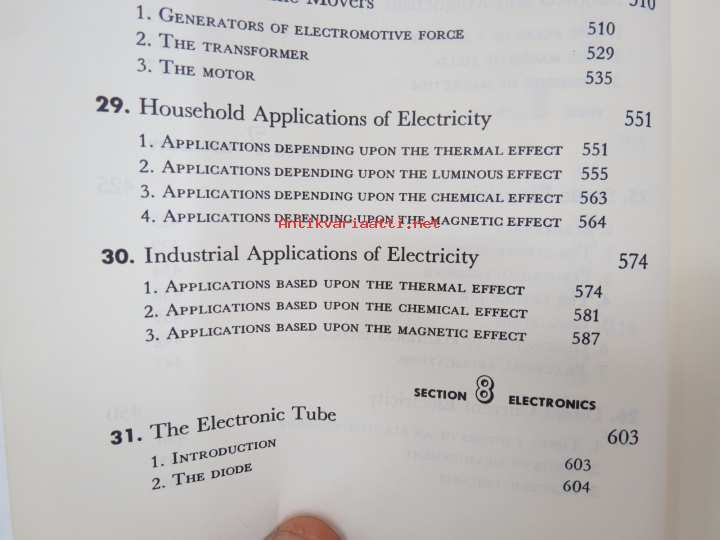 Movers 510
1. GENERATORS OF ELECTROMOTIVE FORCE 510
2. THE TRANSFORMER 529
3. THE MOTOR 535
29. Household Applications of Electricity 551
1. APPLICATIONS DEPENDING UPON THE THERMAL EFFECT 551
2. APPLICATIONS DEPENDING UPON THE LUMINOUS EFFECT 555
3. APPLICATIONS DEPENDING UPON THE CHEMICAL EFFECT 563
4. APPLICATIONS DEPENDING UPON THE MAGNETIC EFFECT 564
Antikvariaatti.net
30. Industrial Applications of Electricity 574
1. APPLICATIONS BASED UPON THE THERMAL EFFECT 574
2. APPLICATIONS BASED UPON THE CHEMICAL EFFECT 581
3. APPLICATIONS BASED UPON THE MAGNETIC EFFECT 587
SECTION 8 ELECTRONICS
31. The Electronic Tube 603
1. INTRODUCTION 603
2. THE DIODE 604